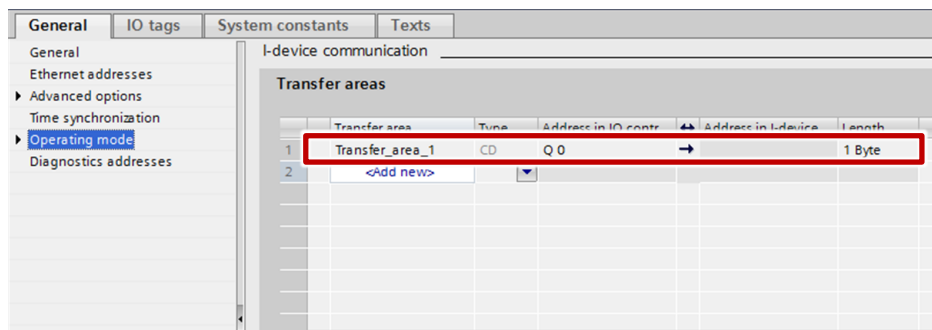 General IO tags System constants Texts
General
Ethernet addresses
Advanced options
Time synchronization
Operating mode
Diagnostics addresses
I-device communication
Transfer areas
Transfer area Type Address in IO contr... ↔ Address in I-device Length
1 Transfer_area_1 CD Q 0 → 1 Byte
2 <Add new>